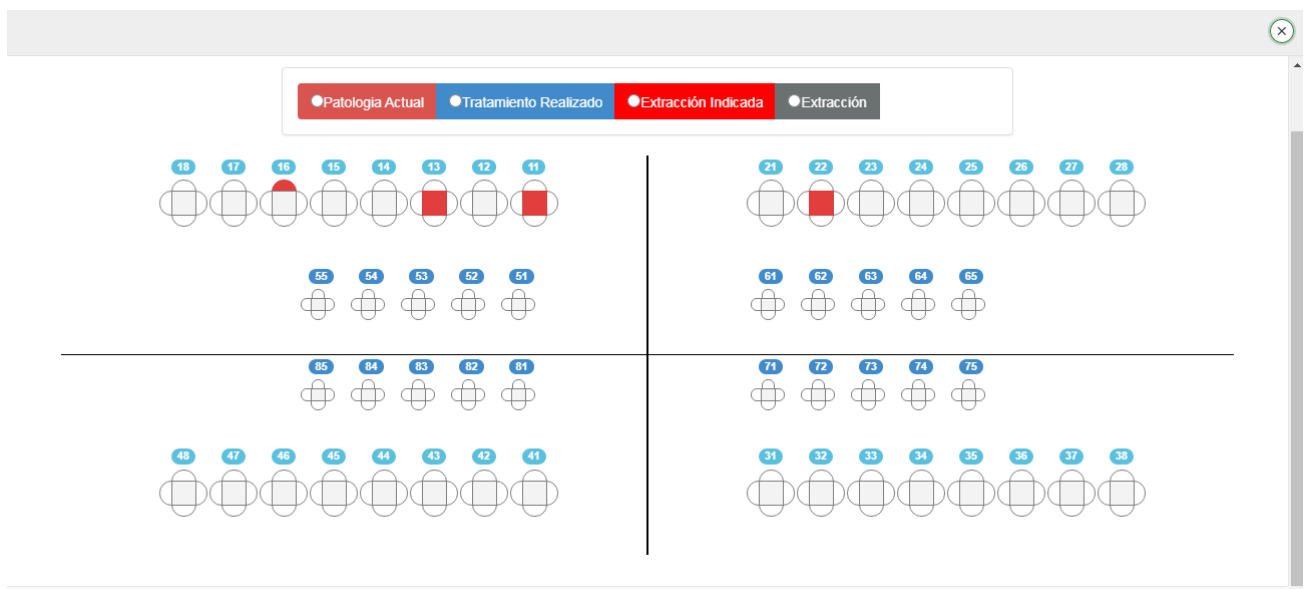 Patologia Actual Tratamiento Realizado Extracción Indicada Extracción
18 17 16 15 14 13 12 11 21 22 23 24 25 26 27 28
55 54 53 52 51 61 62 63 64 65
85 84 83 82 81 71 72 73 74 75
48 47 46 45 44 43 42 41 31 32 33 34 35 36 37 38